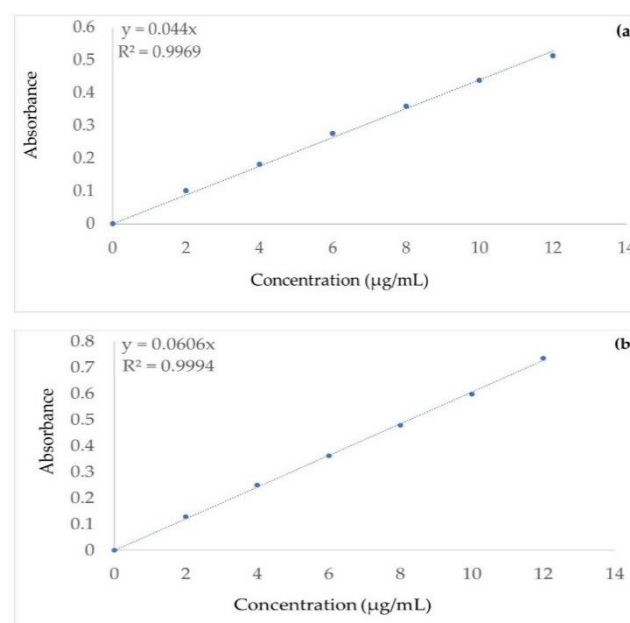 0.6
y = 0.044x
(a
R² = 0.9969
0.5
0.4
0.3
0.2
0.1
0
Absorbance
0 2 4 6 8 10 12 14
Concentration (µg/mL)
0.8
y = 0.0606x
(b
R² = 0.9994
0.7
0.6
0.5
0.4
0.3
0.2
0.1
0
Absorbance
0 2 4 6 8 10 12 14
Concentration (µg/mL)